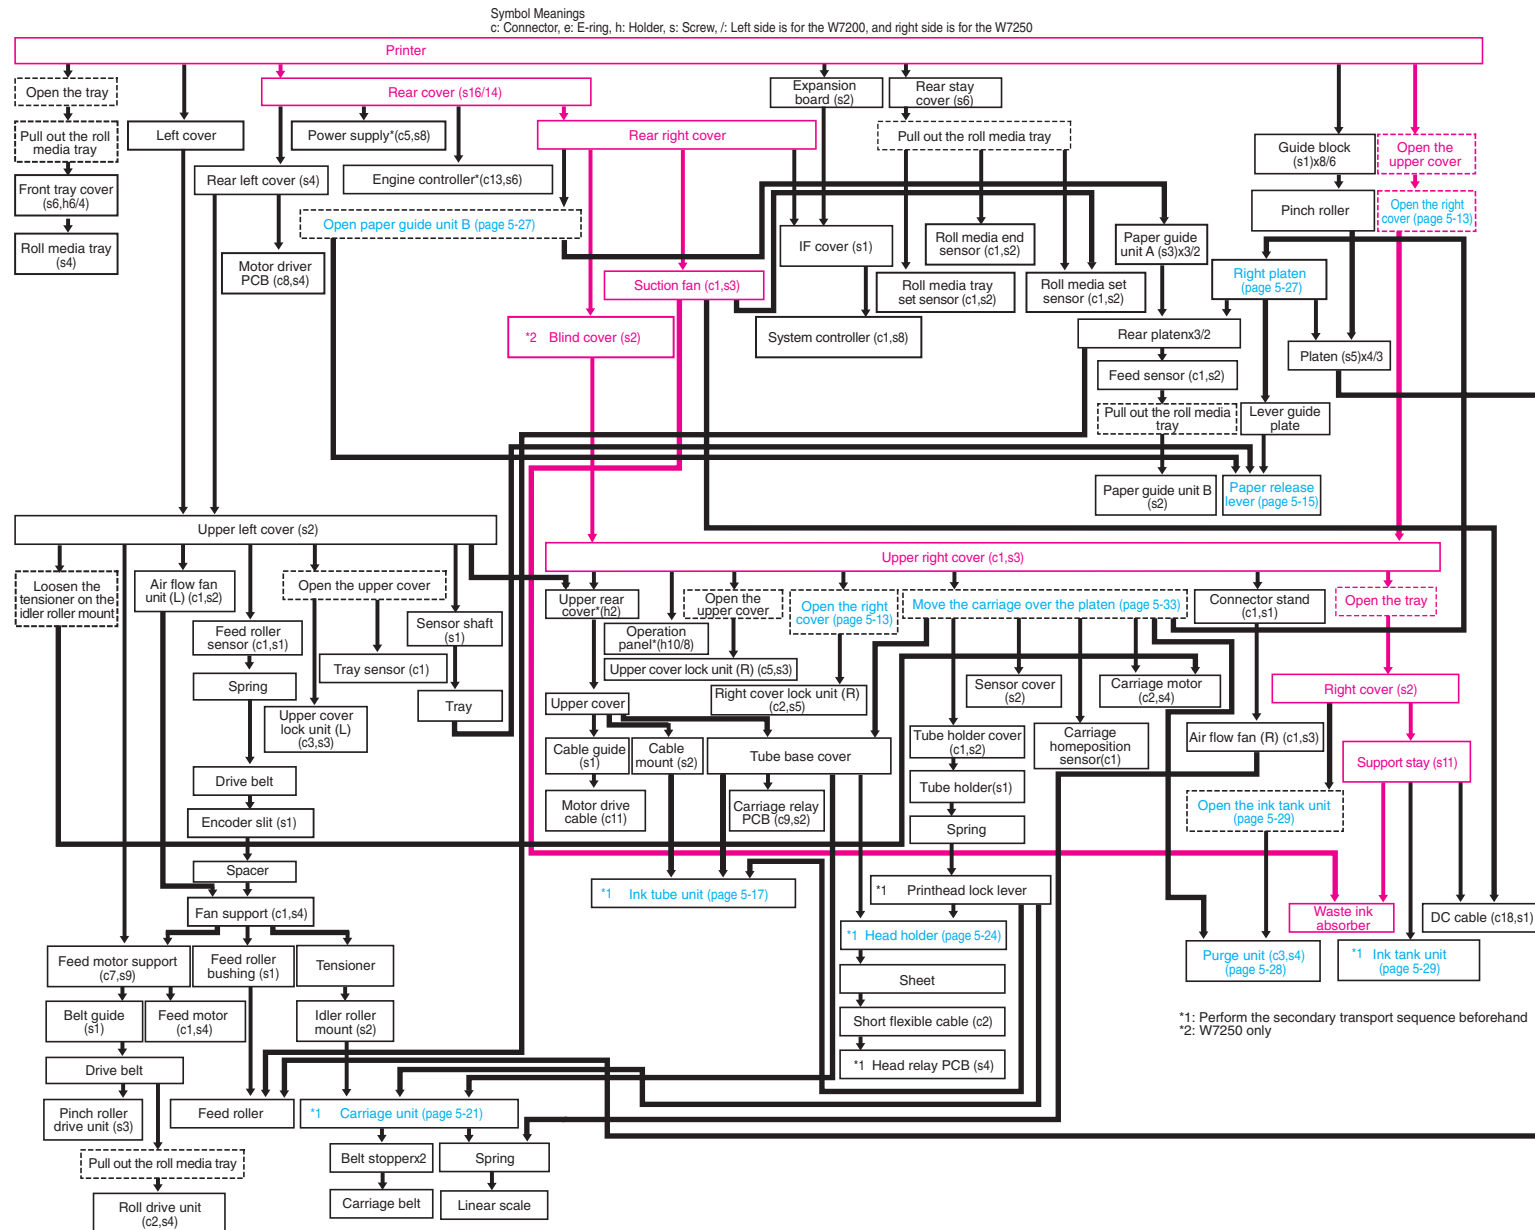 Symbol Meanings
c: Connector, e: E-ring, h: Holder, s: Screw, /: Left side is for the W7200, and right side is for the W7250
Printer
Open the tray
Pull out the roll
media tray
Front tray cover
(s6,h6/4)
Roll media tray
(s4)
Left cover
Rear cover (s16/14)
Power supply*(c5,s8)
Engine controller*(c13,s6)
Rear left cover (s4)
Motor driver
PCB (c8,s4)
Rear right cover
Open paper guide unit B (page 5-27)
Suction fan (c1,s3)
*2 Blind cover (s2)
Expansion
board (s2)
IF cover (s1)
System controller (c1,s8)
Rear stay
cover (s6)
Pull out the roll media tray
Roll media tray
set sensor (c1,s2)
Roll media end
sensor (c1,s2)
Roll media set
sensor (c1,s2)
Paper guide
unit A (s3)x3/2
Rear platenx3/2
Feed sensor (c1,s2)
Pull out the roll media
tray
Paper guide unit B
(s2)
Guide block
(s1)x8/6
Pinch roller
Open the
upper cover
Open the right
cover (page 5-13)
Right platen
(page 5-27)
Platen (s5)x4/3
Lever guide
plate
Paper release
lever (page 5-15)
Upper left cover (s2)
Loosen the
tensioner on the
idler roller mount
Air flow fan
unit (L) (c1,s2)
Feed roller
sensor (c1,s1)
Spring
Drive belt
Encoder slit (s1)
Spacer
Fan support (c1,s4)
Open the upper cover
Tray sensor (c1)
Upper cover
lock unit (L)
(c3,s3)
Sensor shaft
(s1)
Tray
Upper right cover (c1,s3)
Upper rear
cover*(h2)
Operation
panel*(h10/8)
Open the
upper cover
Upper cover lock unit (R) (c5,s3)
Open the right
cover (page 5-13)
Right cover lock unit (R)
(c2,s5)
Move the carriage over the platen (page 5-33)
Connector stand
(c1,s1)
Open the tray
Upper cover
Cable guide
(s1)
Motor drive
cable (c11)
Cable
mount (s2)
Tube base cover
Carriage relay
PCB (c9,s2)
Sensor cover
(s2)
Carriage motor
(c2,s4)
Tube holder cover
(c1,s2)
Carriage
homeposition
sensor(c1)
Tube holder(s1)
Spring
Air flow fan (R) (c1,s3)
Right cover (s2)
Support stay (s11)
Open the ink tank unit
(page 5-29)
*1 Ink tube unit (page 5-17)
*1 Printhead lock lever
*1 Head holder (page 5-24)
Sheet
Short flexible cable (c2)
*1 Head relay PCB (s4)
Waste ink
absorber
DC cable (c18,s1)
Purge unit (c3,s4)
(page 5-28)
*1 Ink tank unit
(page 5-29)
Feed motor support
(c7,s9)
Feed roller
bushing (s1)
Tensioner
Belt guide
(s1)
Feed motor
(c1,s4)
Idler roller
mount (s2)
Drive belt
Pinch roller
drive unit (s3)
Feed roller
*1 Carriage unit (page 5-21)
Pull out the roll media tray
Roll drive unit
(c2,s4)
Belt stopperx2
Carriage belt
Spring
Linear scale
*1: Perform the secondary transport sequence beforehand
*2: W7250 only